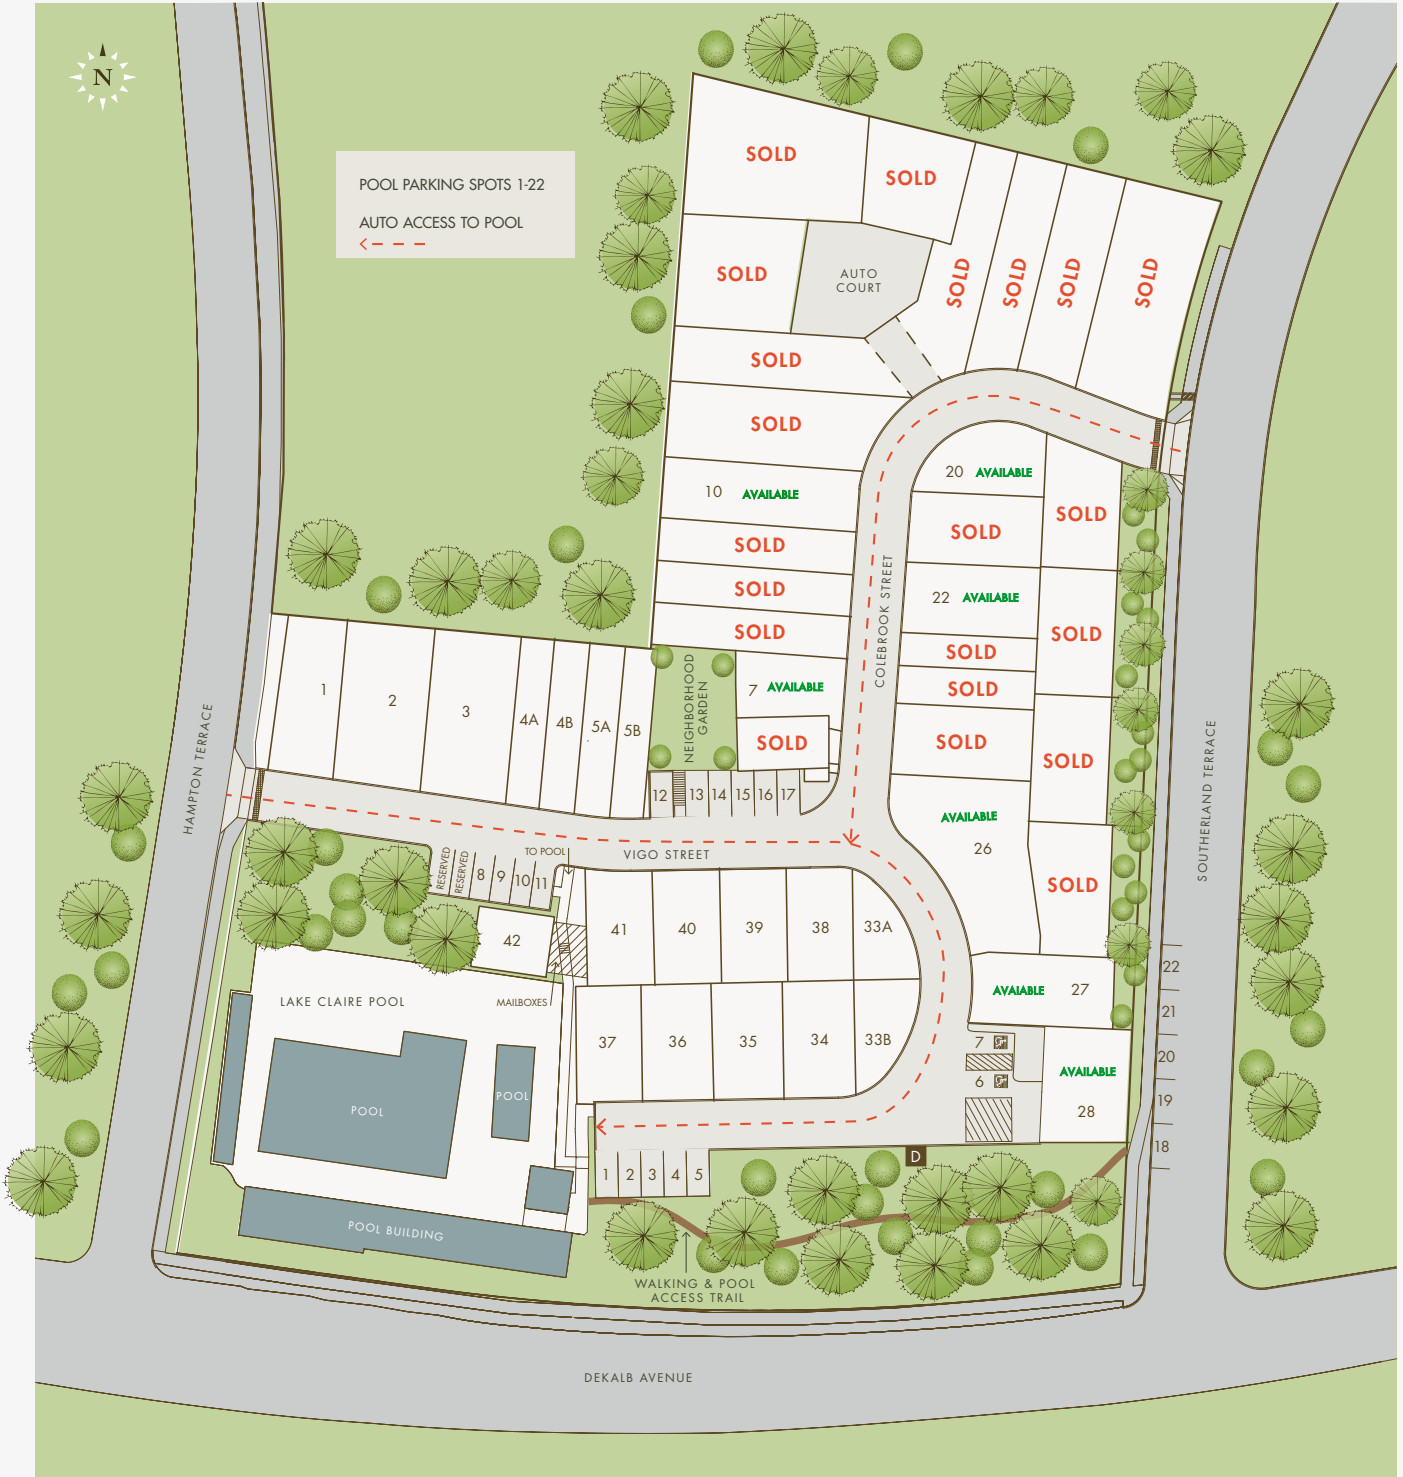 N
POOL PARKING SPOTS 1-22
AUTO ACCESS TO POOL
SOLD
SOLD
SOLD
AUTO
COURT
SOLD
SOLD
SOLD
SOLD
SOLD
SOLD
10 AVAILABLE
SOLD
SOLD
SOLD
20 AVAILABLE
SOLD
SOLD
22 AVAILABLE
SOLD
SOLD
SOLD
SOLD
SOLD
SOLD
COLEBROOK STREET
NEIGHBORHOOD
GARDEN
7 AVAILABLE
SOLD
1
2
3
4A
4B
5A
5B
HAMPTON TERRACE
SOUTHERLAND TERRACE
12
13
14
15
16
17
AVAILABLE
26
SOLD
TO POOL
VIGO STREET
RESERVED
RESERVED
8
9
10
11
42
41
40
39
38
33A
MAILBOXES
37
36
35
34
33B
AVAIABLE 27
22
21
20
19
18
7
6
AVAILABLE
28
LAKE CLAIRE POOL
POOL
POOL
POOL BUILDING
1
2
3
4
5
D
WALKING & POOL
ACCESS TRAIL
DEKALB AVENUE